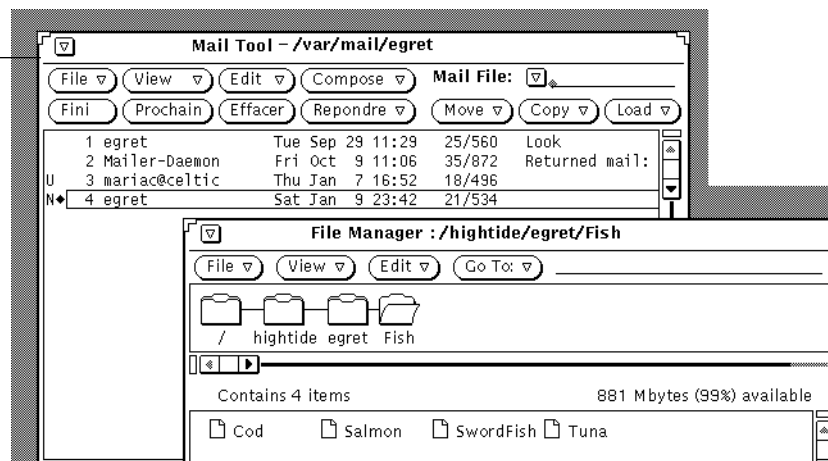 Mail Tool – /var/mail/egret
File View Edit Compose Mail File:
Fini Prochain Effacer Repondre Move Copy Load
1 egret Tue Sep 29 11:29 25/560 Look
2 Mailer-Daemon Fri Oct 9 11:06 35/872 Returned mail:
U 3 mariac@celtic Thu Jan 7 16:52 18/496
N◆ 4 egret Sat Jan 9 23:42 21/534
File Manager : /hightide/egret/Fish
File View Edit Go To:
/ hightide egret Fish
Contains 4 items 881 Mbytes (99%) available
Cod Salmon SwordFish Tuna